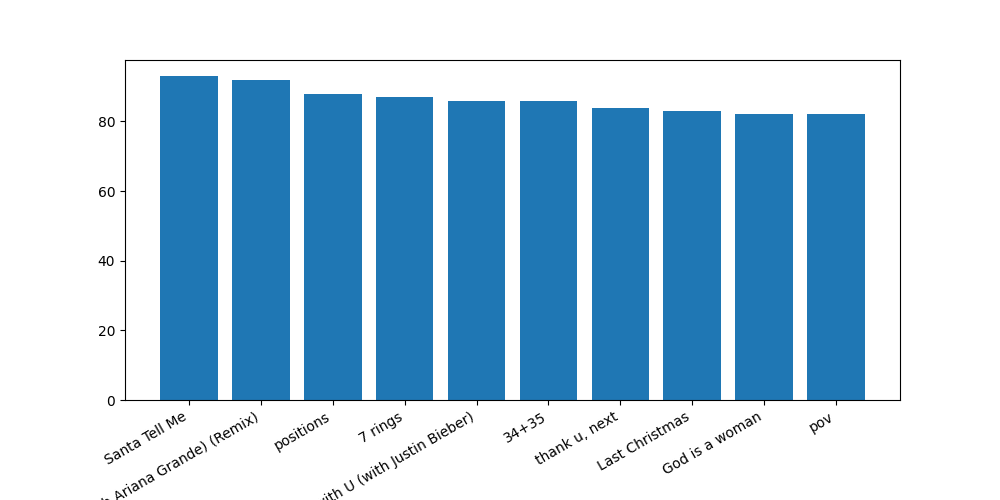 80
60
40
20
0
Santa Tell Me
Ariana Grande) (Remix)
positions
7 rings
U (with Justin Bieber)
34+35
thank u, next
Last Christmas
God is a woman
pov